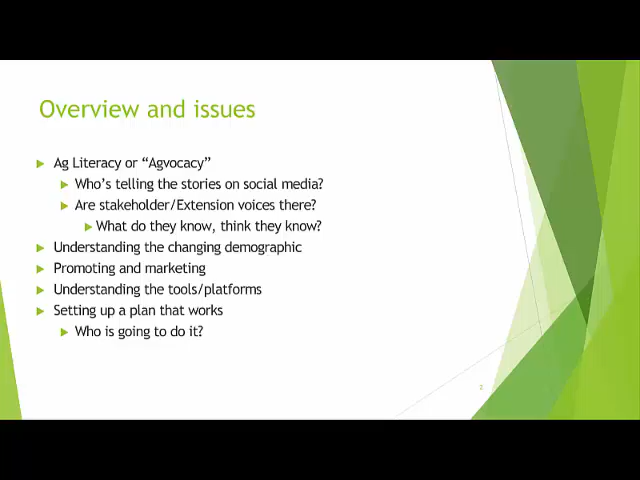 Overview and issues
Ag Literacy or “Agvocacy”
Who’s telling the stories on social media?
Are stakeholder/Extension voices there?
What do they know, think they know?
Understanding the changing demographic
Promoting and marketing
Understanding the tools/platforms
Setting up a plan that works
Who is going to do it?
2